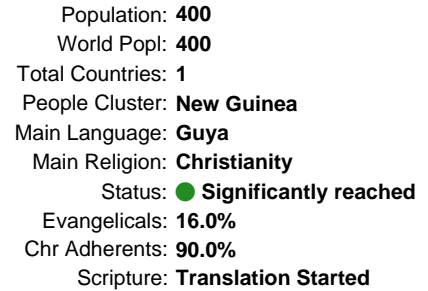 Population: 400
World Popl: 400
Total Countries: 1
People Cluster: New Guinea
Main Language: Guya
Main Religion: Christianity
Status: Significantly reached
Evangelicals: 16.0%
Chr Adherents: 90.0%
Scripture: Translation Started